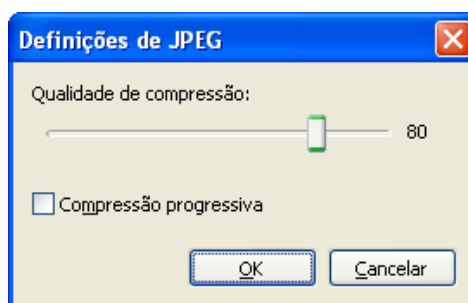 Definições de JPEG
Qualidade de compressão:
80
Compressão progressiva
OK
Cancelar